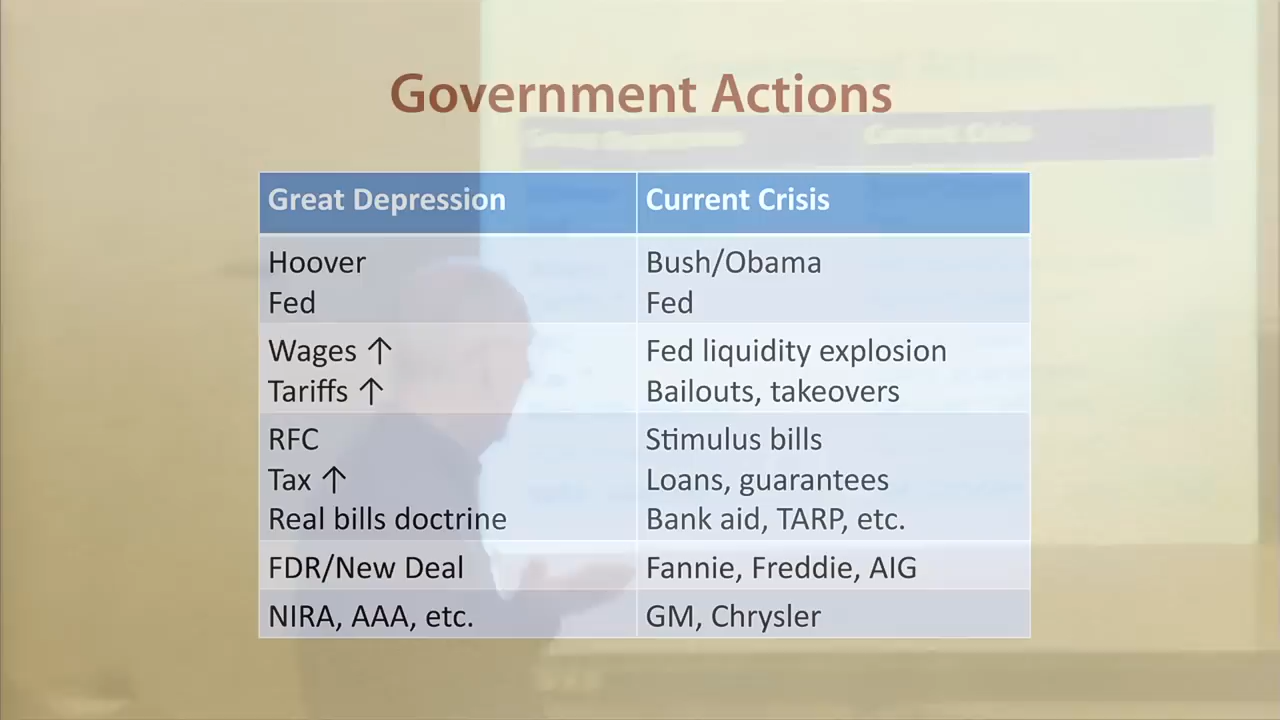 Government Actions
Great Depression Current Crisis
Hoover Bush/Obama
Fed Fed
Wages ↑ Fed liquidity explosion
Tariffs ↑ Bailouts, takeovers
RFC Stimulus bills
Tax ↑ Loans, guarantees
Real bills doctrine Bank aid, TARP, etc.
FDR/New Deal Fannie, Freddie, AIG
NIRA, AAA, etc. GM, Chrysler